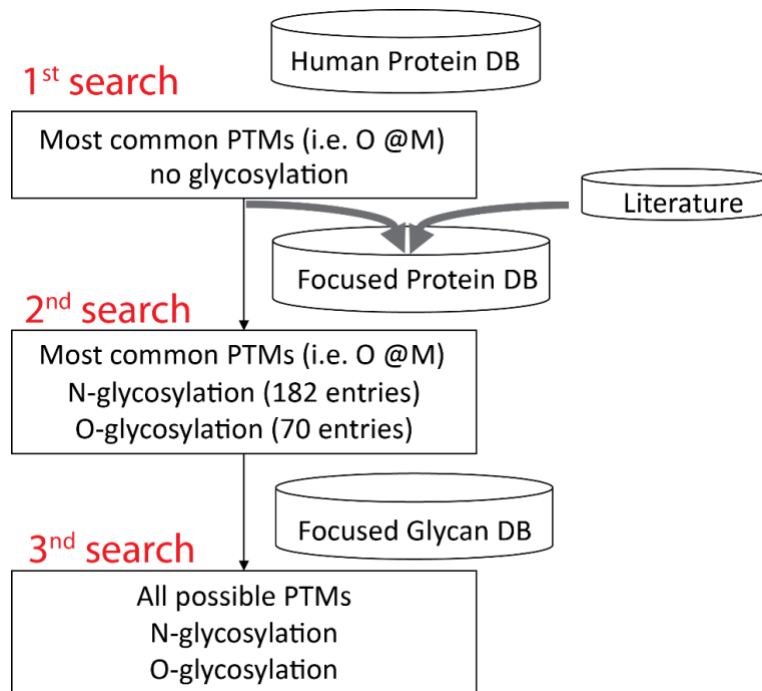 Human Protein DB
1st search
Most common PTMs (i.e. O @M)
no glycosylation
Literature
Focused Protein DB
2nd search
Most common PTMs (i.e. O @M)
N-glycosylation (182 entries)
O-glycosylation (70 entries)
Focused Glycan DB
3nd search
All possible PTMs
N-glycosylation
O-glycosylation